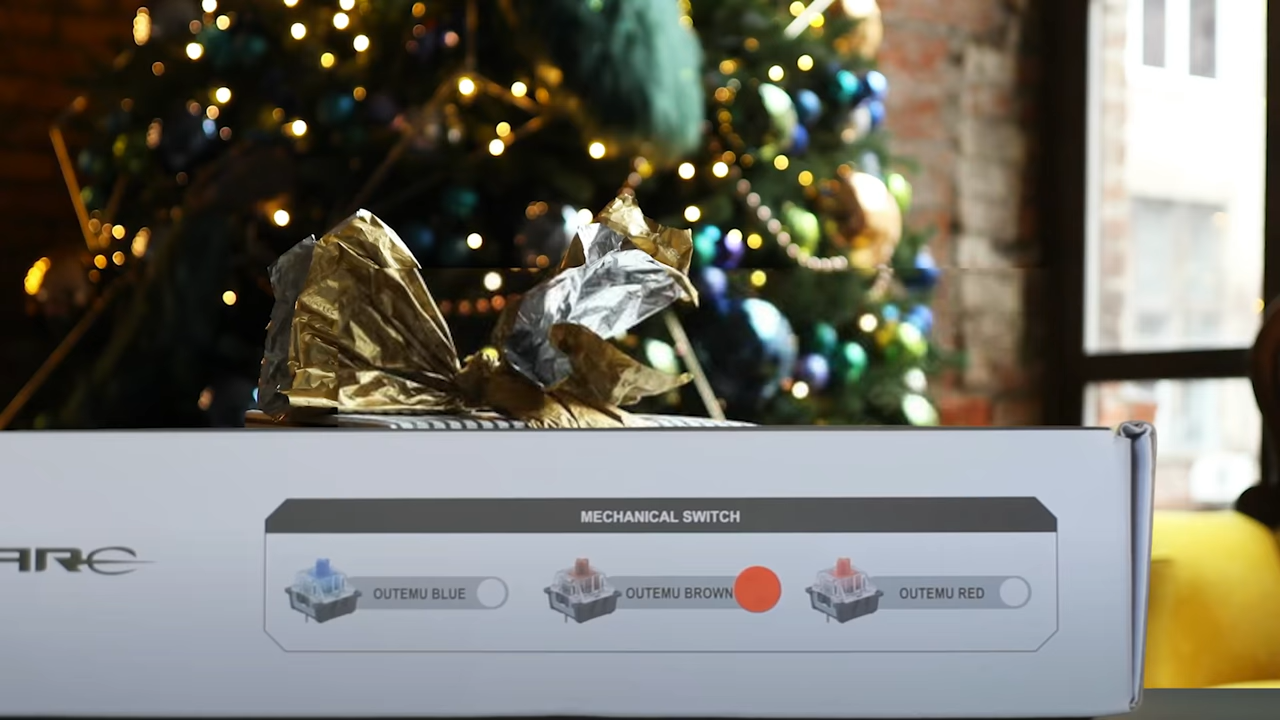 MECHANICAL SWITCH
OUTEMU BLUE
OUTEMU BROWN
OUTEMU RED